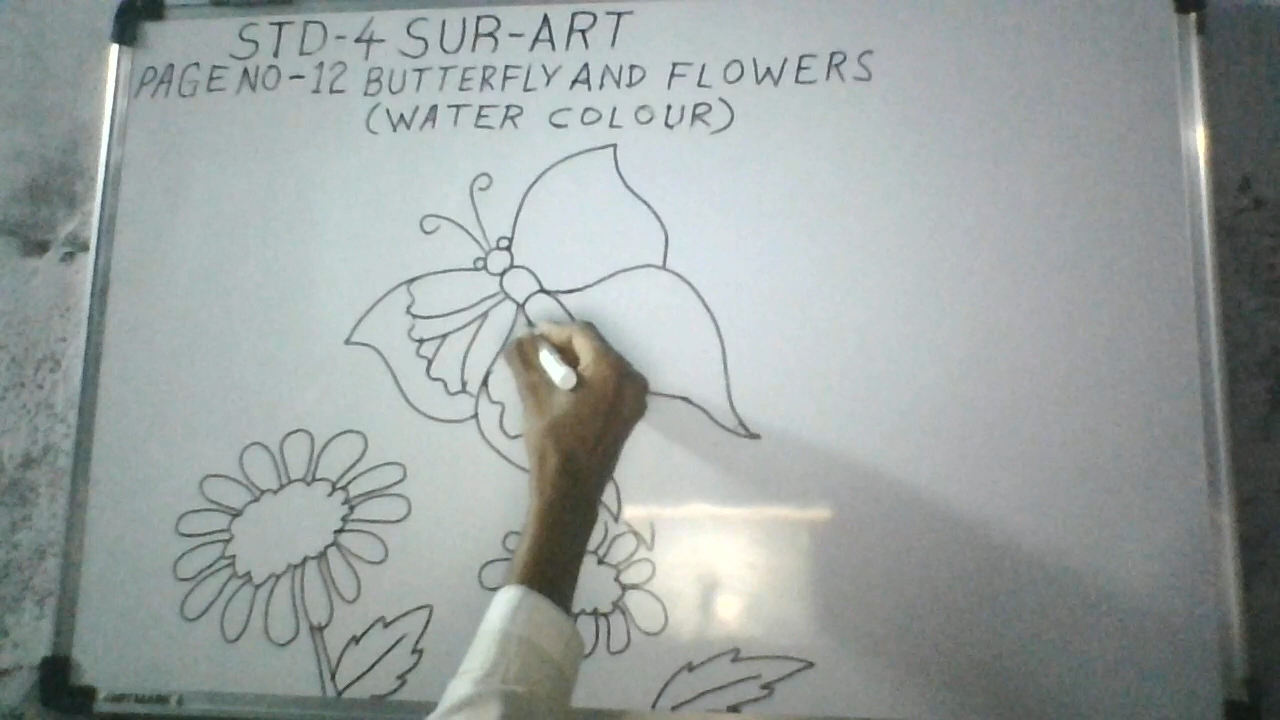 STD-4 SUR-ART
PAGE NO-12 BUTTERFLY AND FLOWERS
(WATER COLOUR)